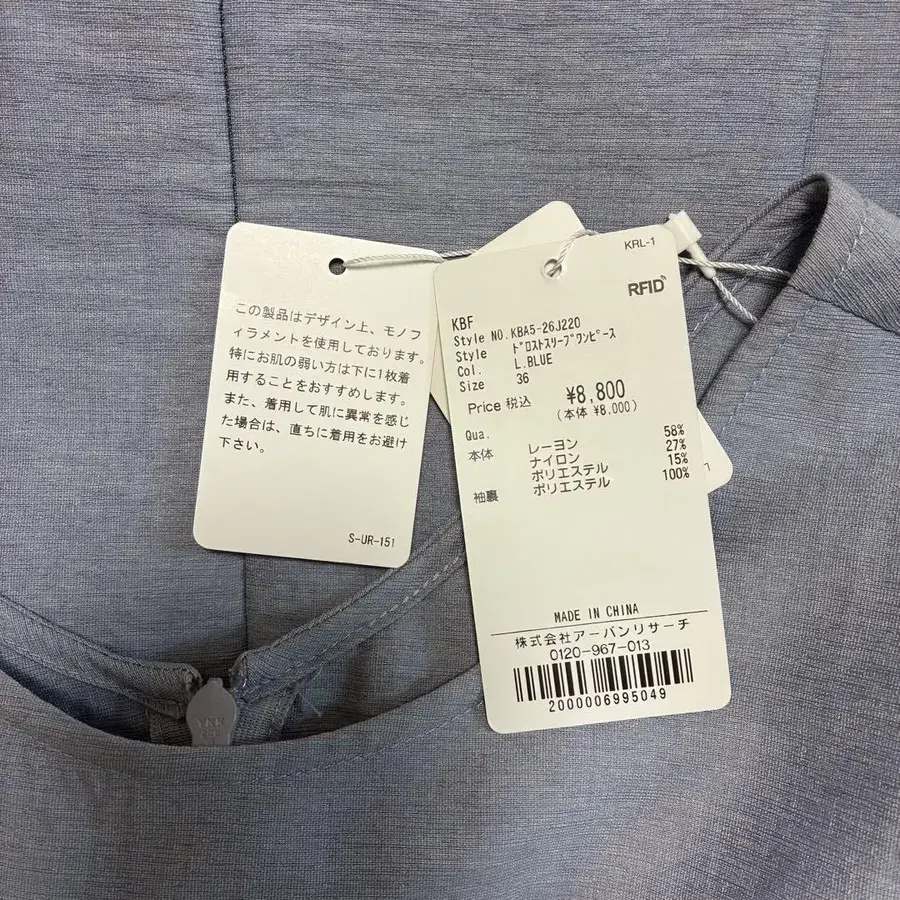 この製品はデザイン上、モノフ
ィラメントを使用しております。
特にお肌の弱い方は下に1枚着
用することをおすすめします。
また、着用して肌に異常を感じ
た場合は、直ちに着用をお避け
下さい。
S-UR-151
KRL-1
RFID
KBF
Style NO. KBA5-26J220
Style ドロストスリーブワンピース
Col. L.BLUE
Size 36
Price 税込 ¥8,800
(本体 ¥8,000)
Qua.
本体 レーヨン 58%
ナイロン 27%
ポリエステル 15%
袖裏 ポリエステル 100%
MADE IN CHINA
株式会社アーバンリサーチ
0120-967-013
2000006995049
YKK